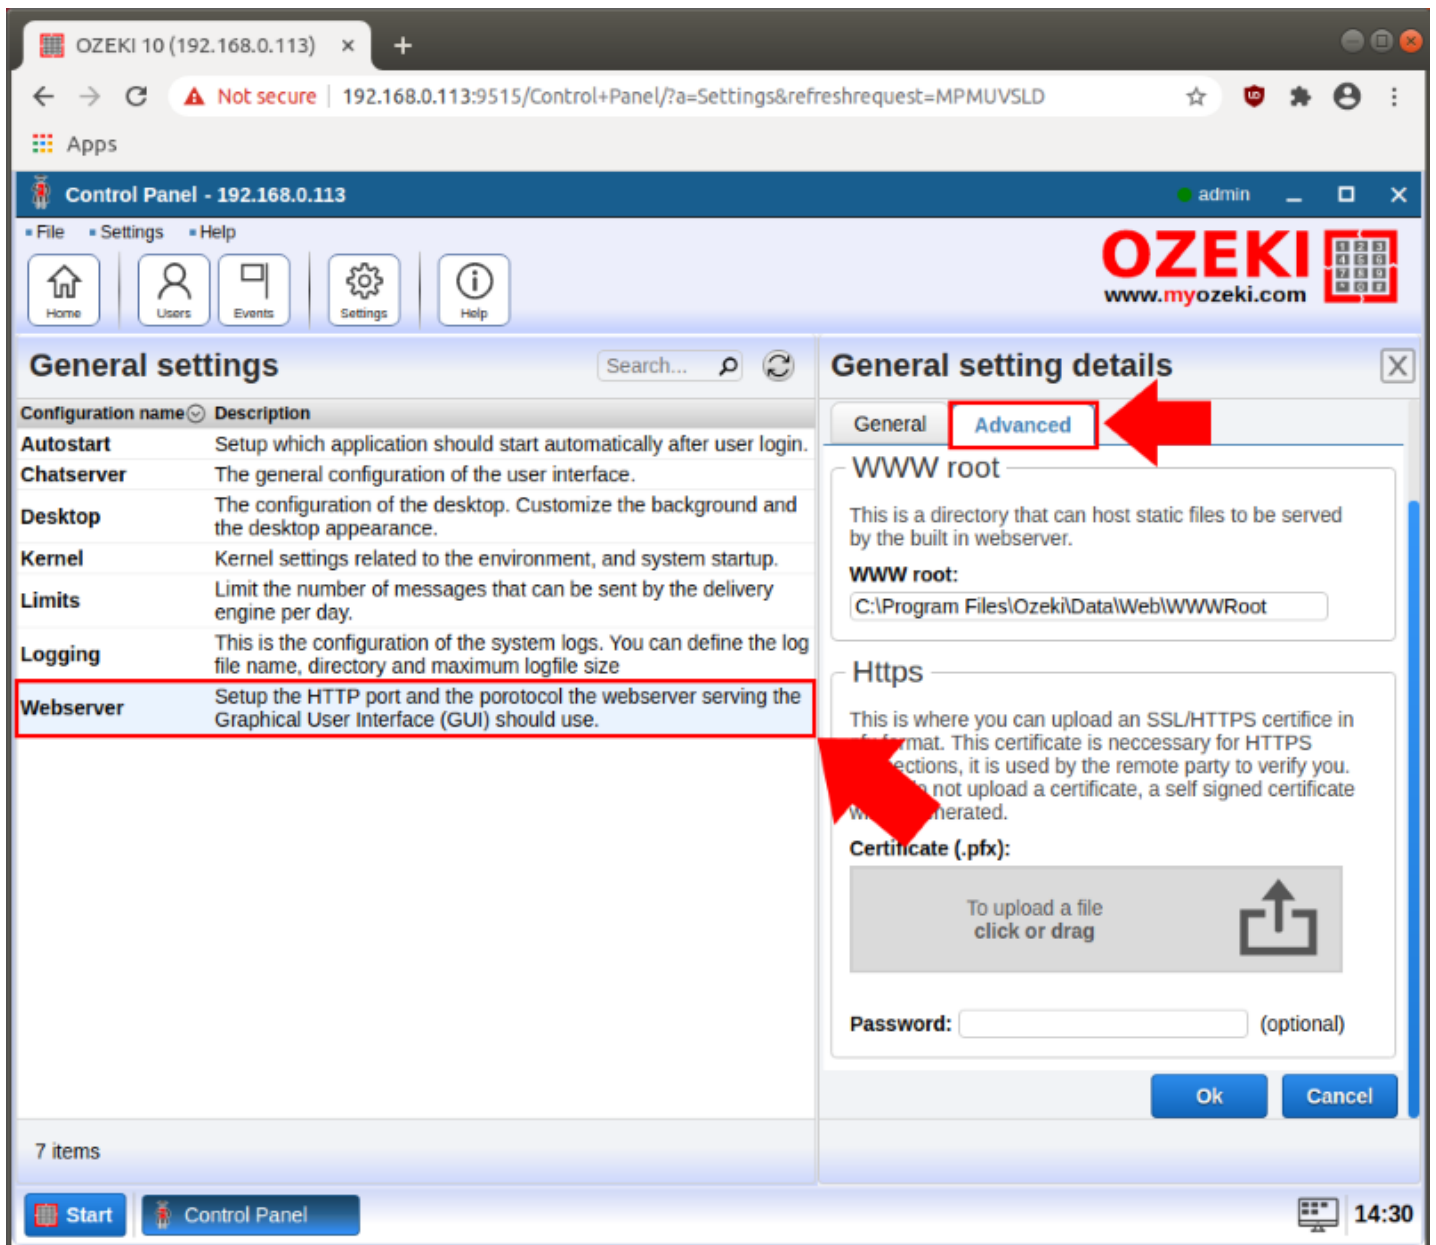 OZEKI 10 (192.168.0.113)
Not secure 192.168.0.113:9515/Control+Panel/?a=Settings&refreshrequest=MPMUVSLD
Apps
Control Panel - 192.168.0.113
admin
File Settings Help
Home Users Events Settings Help
OZEKI
www.myozeki.com
General settings
Search...
Configuration name Description
Autostart Setup which application should start automatically after user login.
Chatserver The general configuration of the user interface.
Desktop The configuration of the desktop. Customize the background and
the desktop appearance.
Kernel Kernel settings related to the environment, and system startup.
Limits Limit the number of messages that can be sent by the delivery
engine per day.
Logging This is the configuration of the system logs. You can define the log
file name, directory and maximum logfile size
Webserver Setup the HTTP port and the porotocol the webserver serving the
Graphical User Interface (GUI) should use.
7 items
General setting details
General Advanced
WWW root
This is a directory that can host static files to be served
by the built in webserver.
WWW root:
C:\Program Files\Ozeki\Data\Web\WWWRoot
Https
This is where you can upload an SSL/HTTPS certifice in
This certificate is neccessary for HTTPS
it is used by the remote party to verify you.
not upload a certificate, a self signed certificate
Certificate (.pfx):
To upload a file
click or drag
Password: (optional)
Ok Cancel
Start Control Panel 14:30